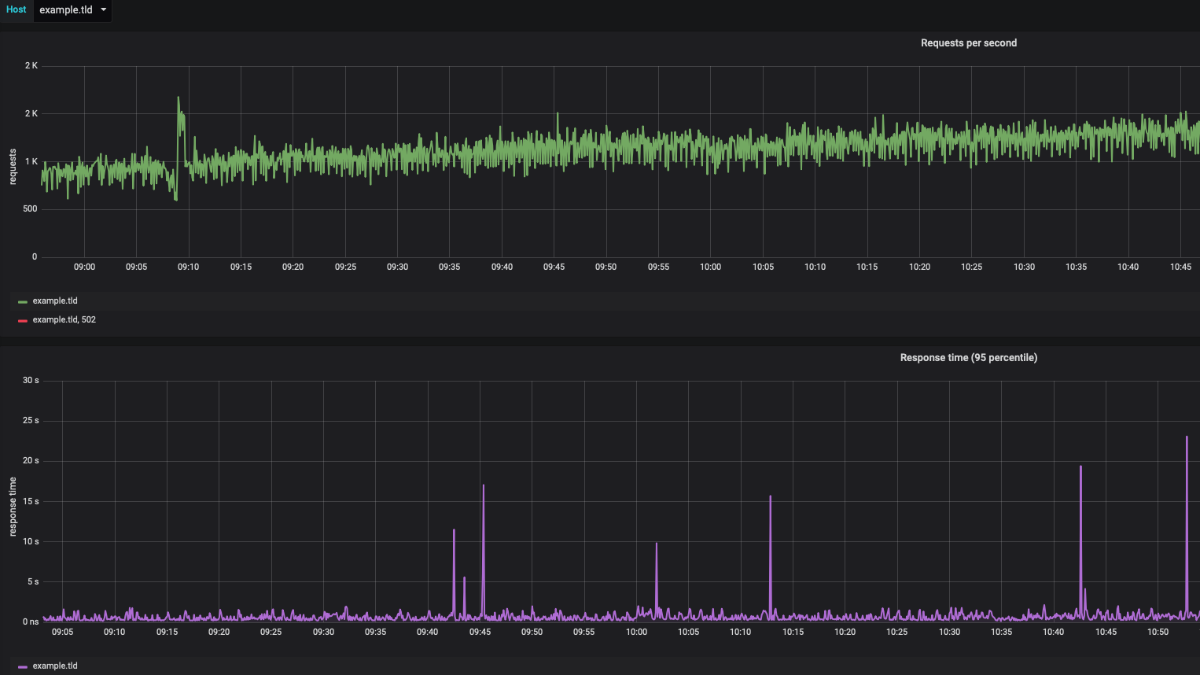 Host example.tld
Requests per second
2 K
2 K
1 K
500
0
requests
09:00 09:05 09:10 09:15 09:20 09:25 09:30 09:35 09:40 09:45 09:50 09:55 10:00 10:05 10:10 10:15 10:20 10:25 10:30 10:35 10:40 10:45
example.tld
example.tld, 502
Response time (95 percentile)
30 s
25 s
20 s
15 s
10 s
5 s
0 ns
response time
09:05 09:10 09:15 09:20 09:25 09:30 09:35 09:40 09:45 09:50 09:55 10:00 10:05 10:10 10:15 10:20 10:25 10:30 10:35 10:40 10:45 10:50
example.tld